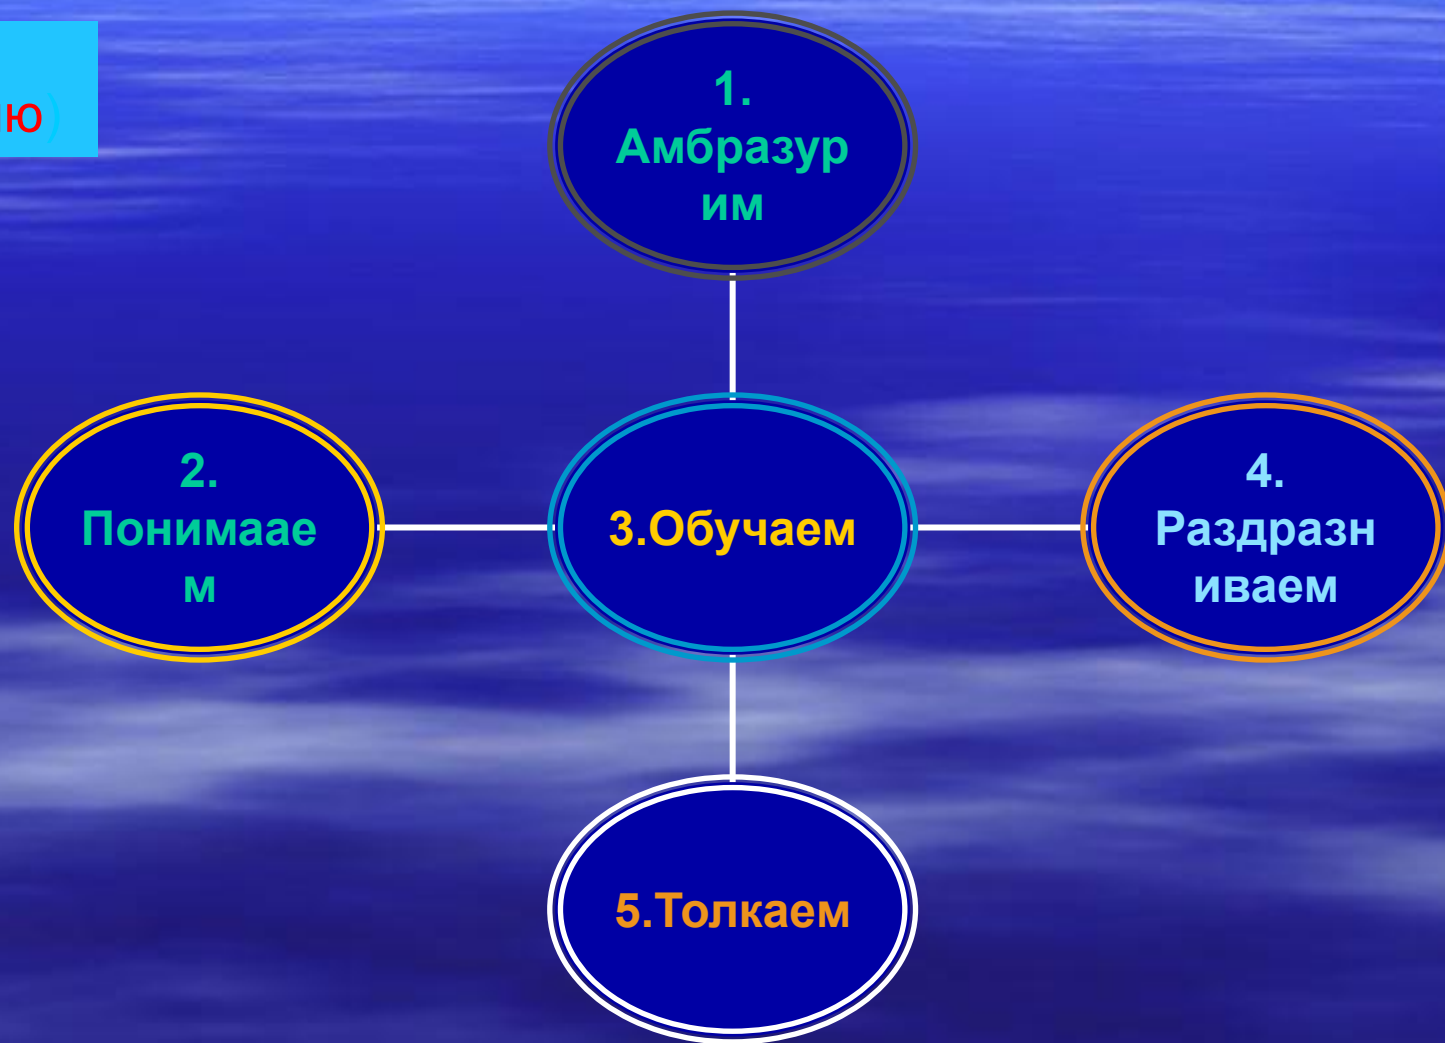 ю)
1.
Амбразур
им
2.
Понимаае
м
3.Обучаем
4.
Раздразн
иваем
5.Толкаем